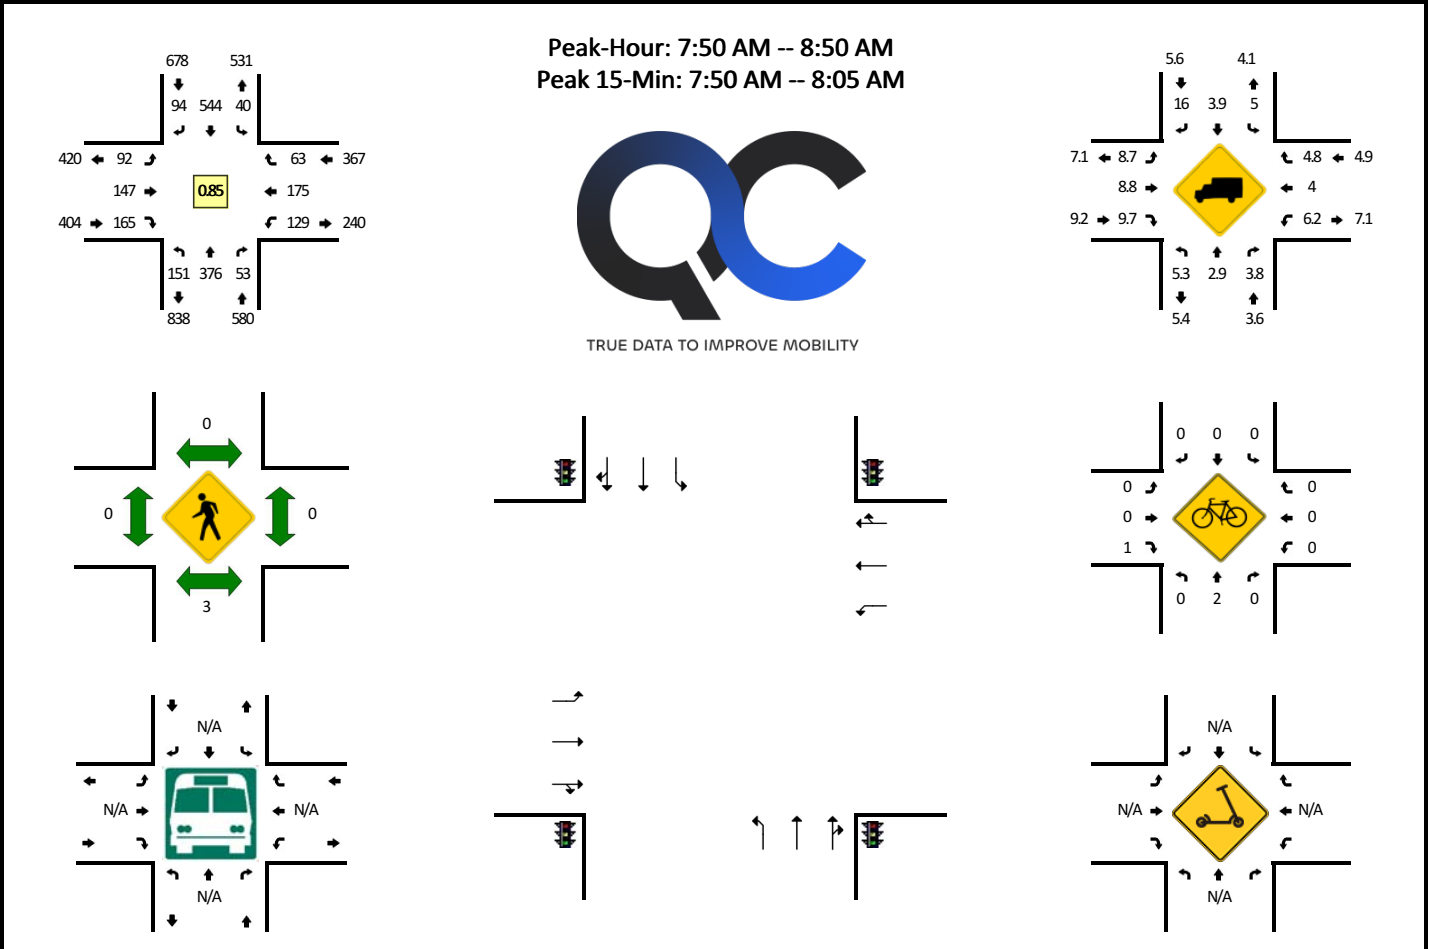 Peak-Hour: 7:50 AM -- 8:50 AM
Peak 15-Min: 7:50 AM -- 8:05 AM
678 531
94 544 40
420 92 63 367
147 0.85 175
404 165 129 240
151 376 53
838 580
TRUE DATA TO IMPROVE MOBILITY
5.6 4.1
16 3.9 5
7.1 8.7 4.8 4.9
8.8 4
9.2 9.7 6.2 7.1
5.3 2.9 3.8
5.4 3.6
0
0 0
3
0 0 0
0 0
0 0
1 0
0 2 0
N/A
N/A N/A
N/A
N/A
N/A N/A
N/A